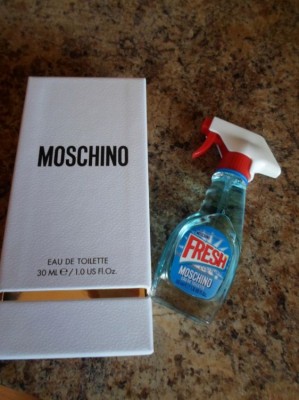 MOSCHINO
EAU DE TOILETTE
30 ML ℮ / 1.0 US fl.Oz.
FRESH
MOSCHINO